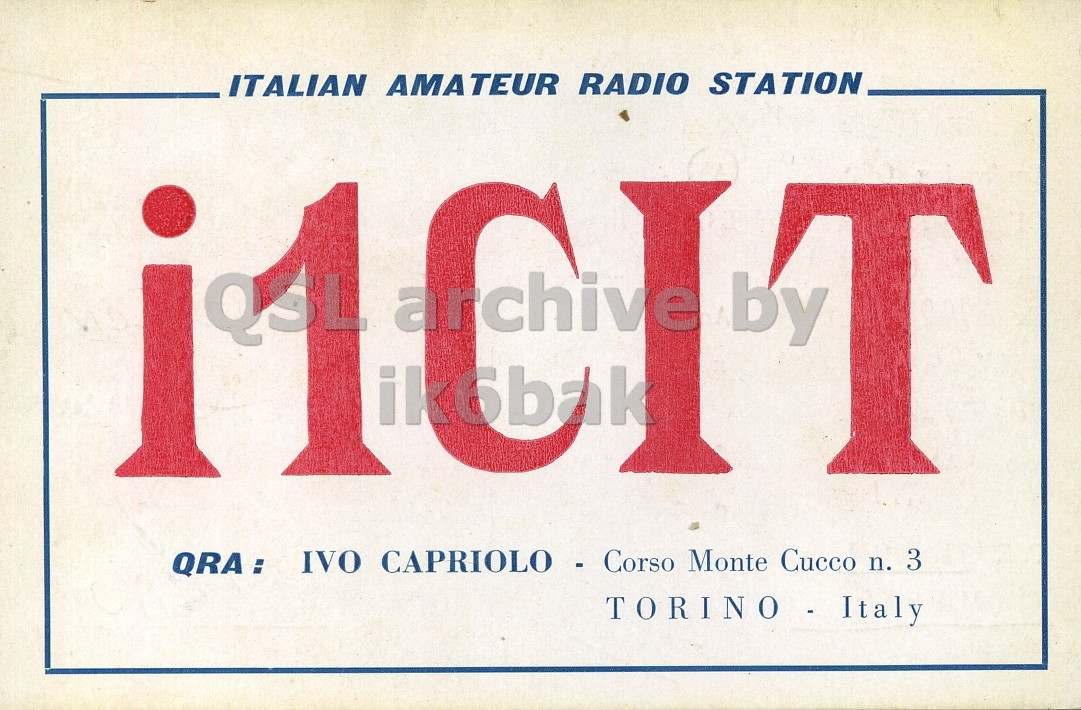 ITALIAN AMATEUR RADIO STATION
i1CIT
QSL archive by
ik6bak
QRA: IVO CAPRIOLO - Corso Monte Cucco n. 3
TORINO - Italy